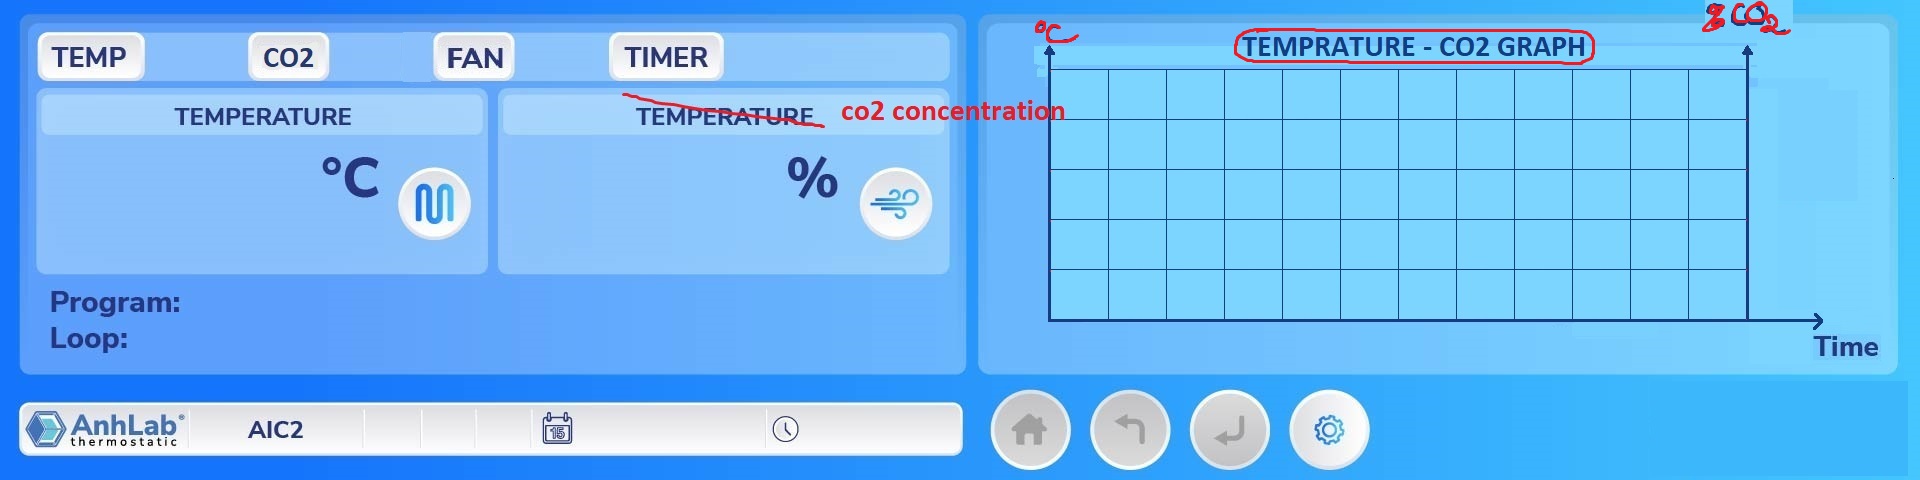 TEMP CO2 FAN TIMER
TEMPERATURE
°C
TEMPERATURE co2 concentration
%
Program:
Loop:
°C
TEMPRATURE - CO2 GRAPH
% CO2
Time
AnhLab®
thermostatic
AIC2
15